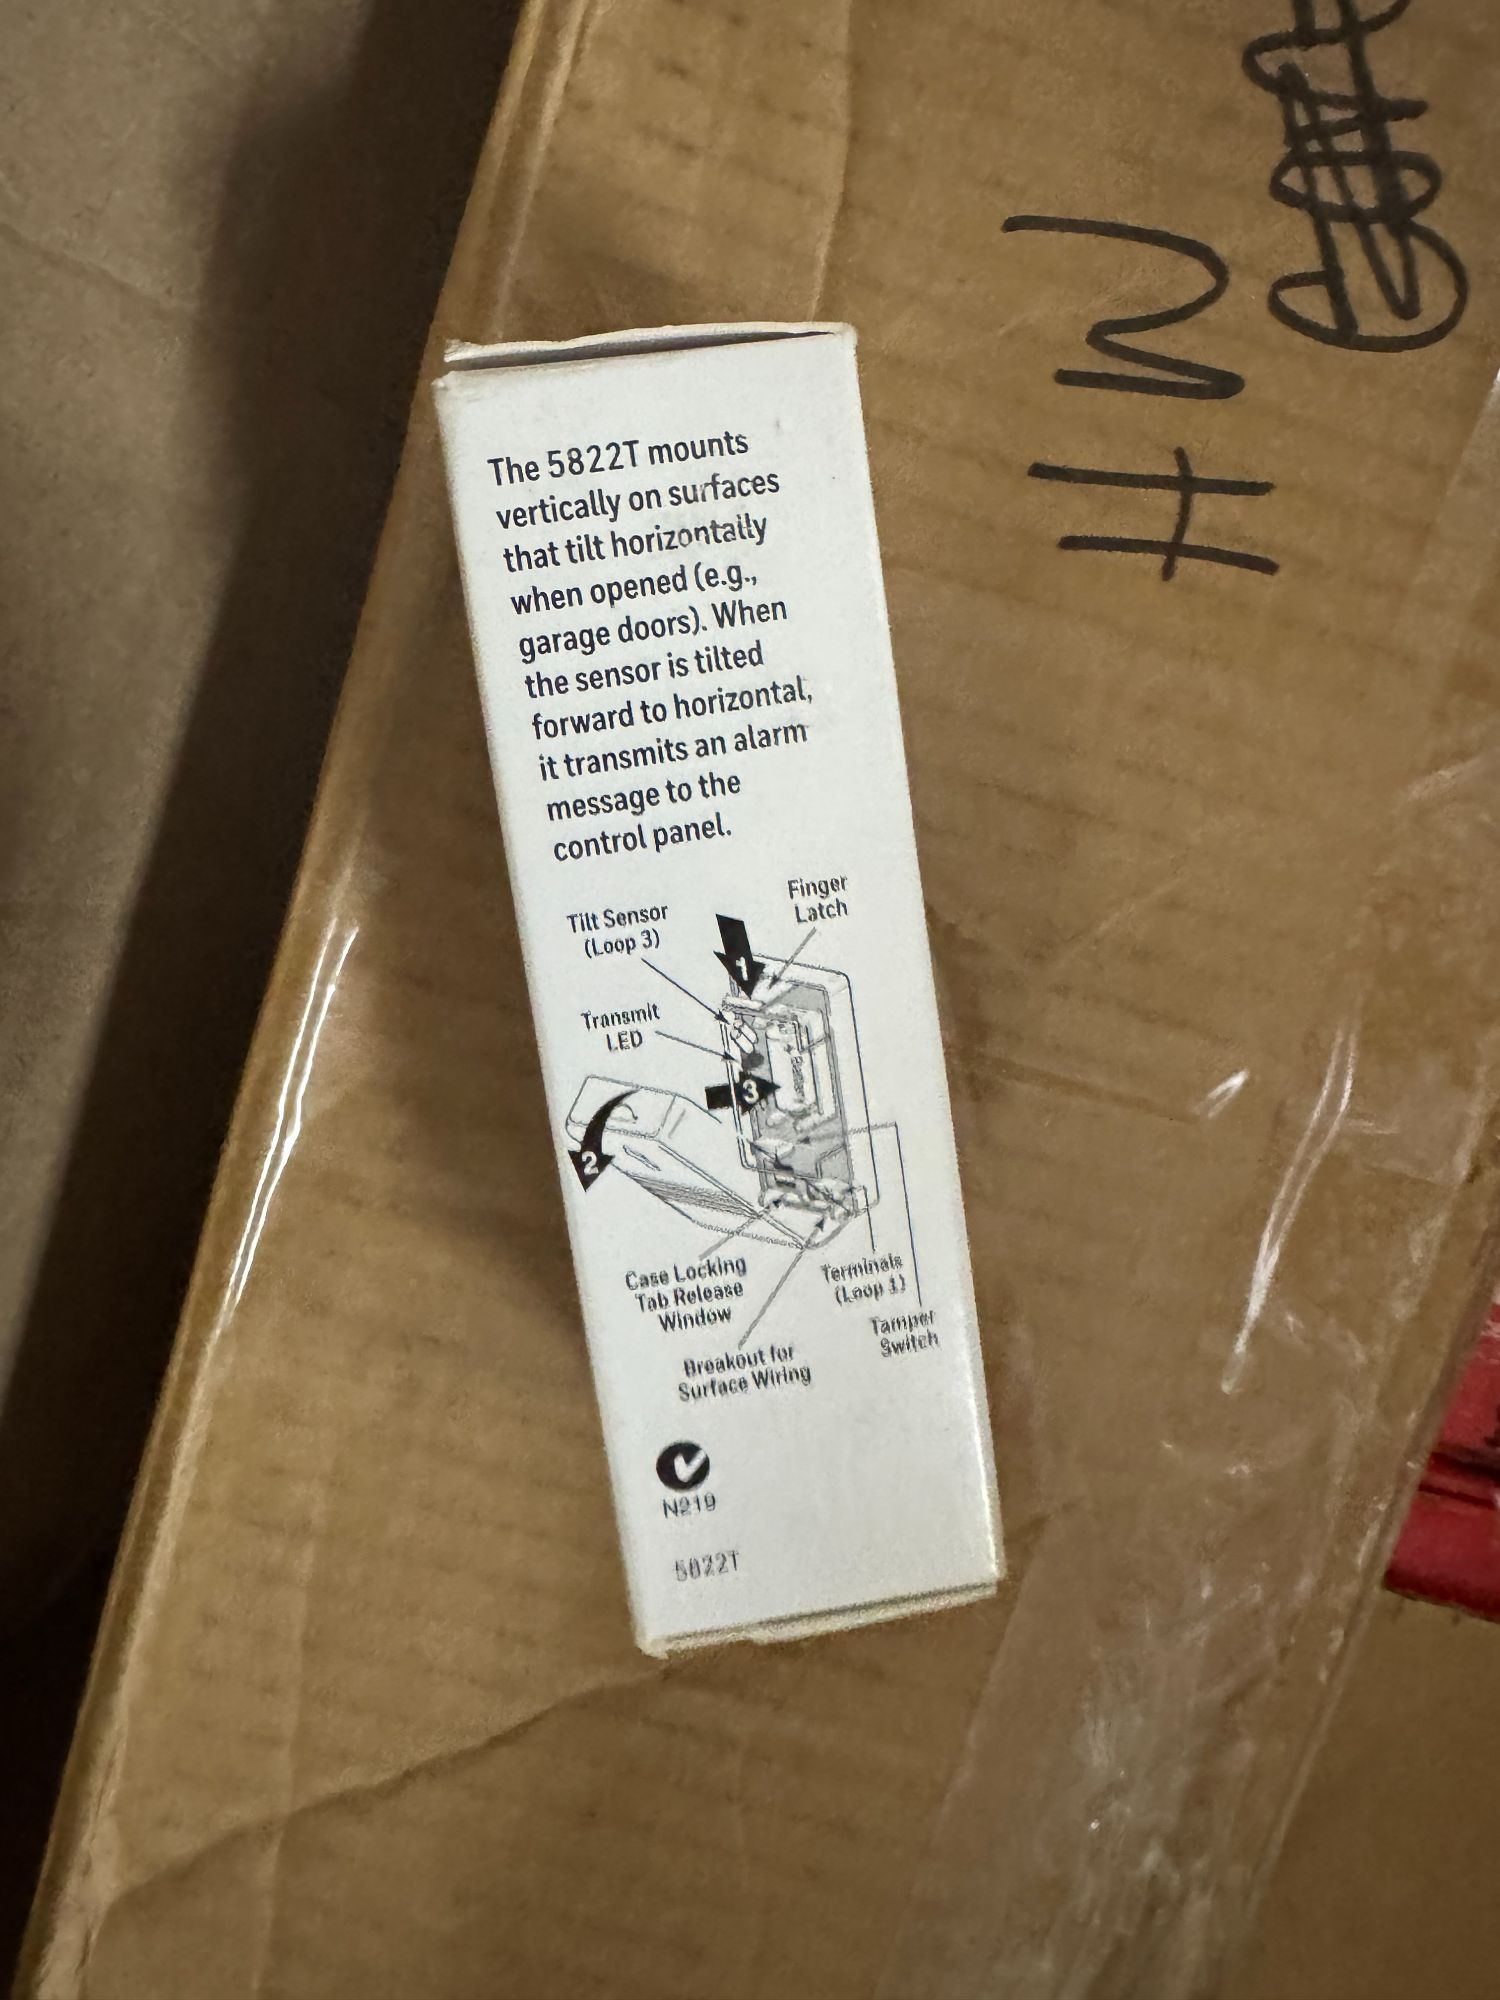 The 5822T mounts
vertically on surfaces
that tilt horizontally
when opened (e.g.,
garage doors). When
the sensor is tilted
forward to horizontal,
it transmits an alarm
message to the
control panel.
Finger
Latch
Tilt Sensor
(Loop 3)
1
Transmit
LED
Battery
3
2
Case Locking
Tab Release
Window
Terminals
(Loop 1)
Tamper
Switch
Breakout for
Surface Wiring
N219
5822T
HW